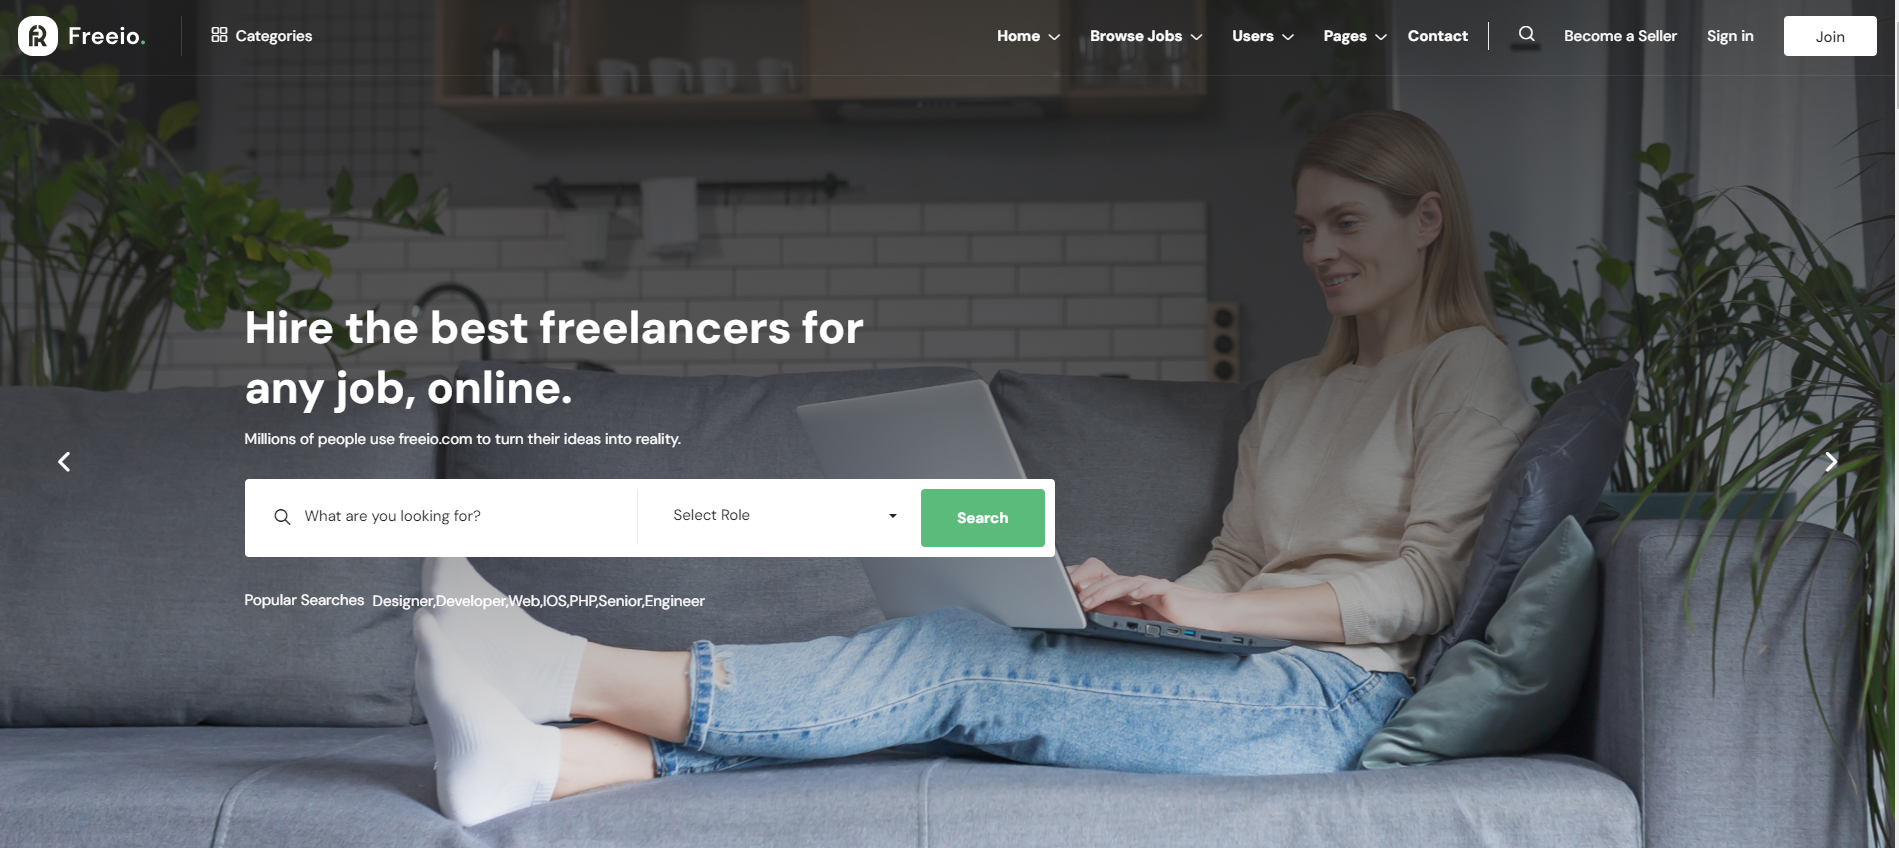 Freeio.
Categories
Home
Browse Jobs
Users
Pages
Contact
Become a Seller
Sign in
Join
Hire the best freelancers for
any job, online.
Millions of people use freeio.com to turn their ideas into reality.
What are you looking for?
Select Role
Search
Popular Searches Designer,Developer,Web,IOS,PHP,Senior,Engineer